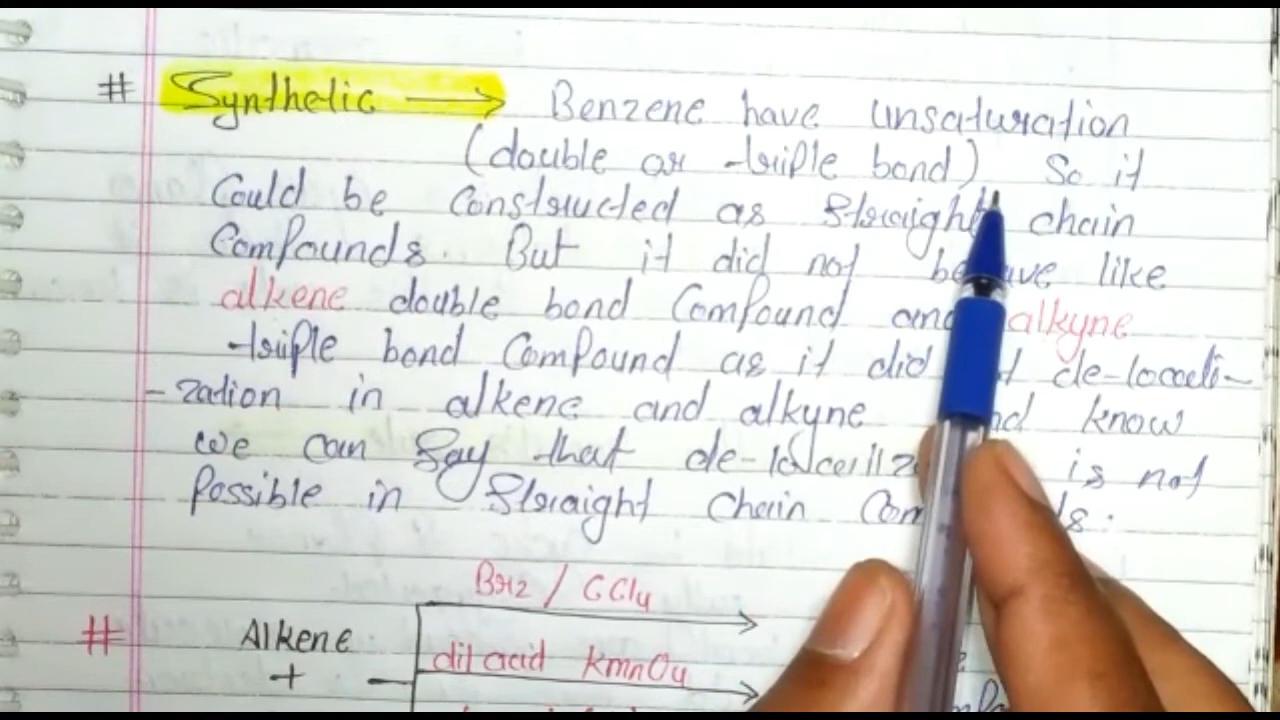 # Synthetic → Benzene have unsaturation
(double or triple bond) So it
Could be Constructed as straight chain
Compounds. But it did not like
alkene double bond Compound and alkyne
triple bond Compound as it did de-locali-
-zation in alkene and alkyne know
we can Say that is not
Possible in Straight Chain
Br2 / CCl4
# Alkene
dil acid kmnO4
+